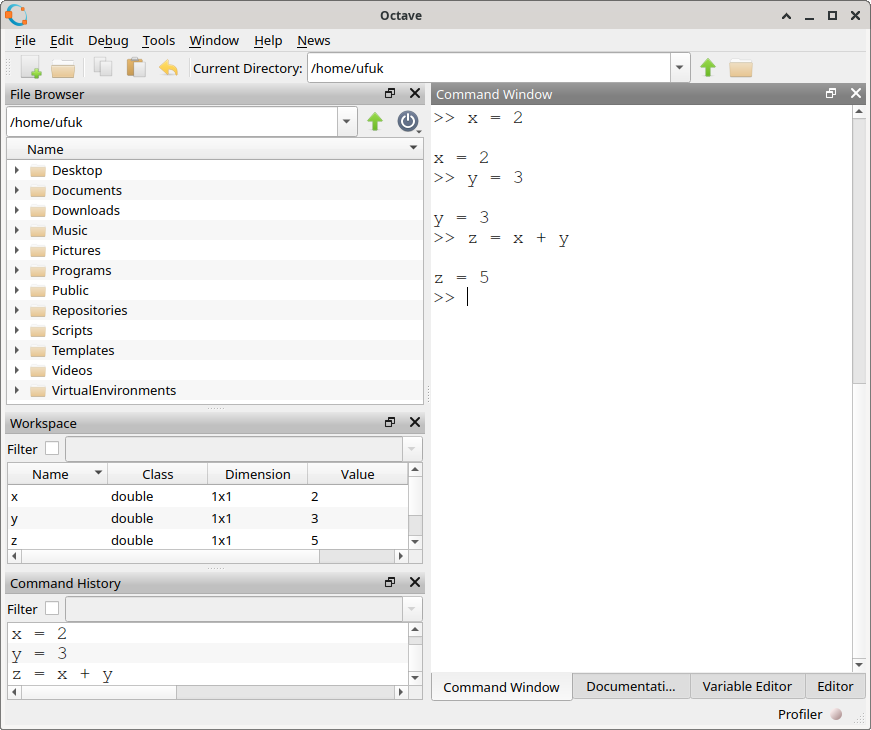 Octave
File Edit Debug Tools Window Help News
Current Directory: /home/ufuk
File Browser
/home/ufuk
Name
Desktop
Documents
Downloads
Music
Pictures
Programs
Public
Repositories
Scripts
Templates
Videos
VirtualEnvironments
Workspace
Filter
Name Class Dimension Value
x double 1x1 2
y double 1x1 3
z double 1x1 5
Command History
Filter
x = 2
y = 3
z = x + y
Command Window
>> x = 2
x = 2
>> y = 3
y = 3
>> z = x + y
z = 5
>>
Command Window Documentati... Variable Editor Editor
Profiler